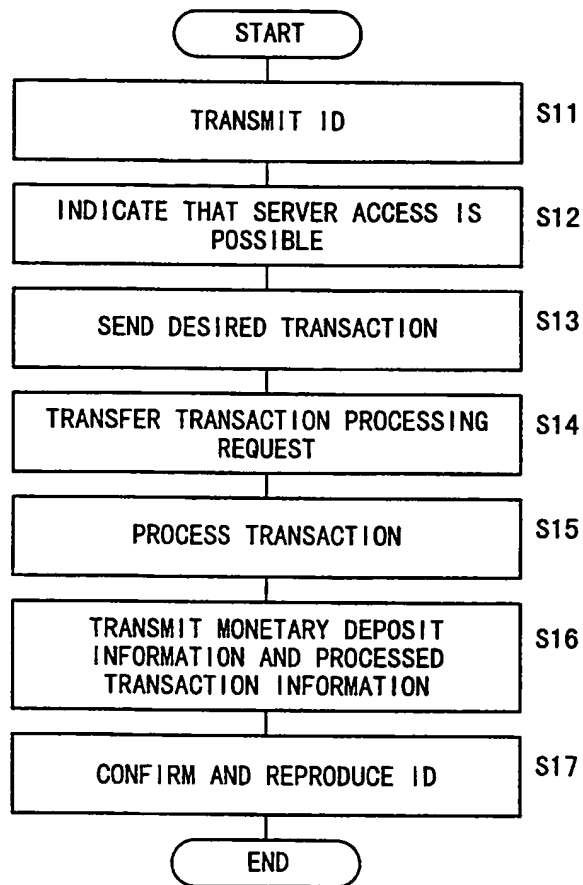 START
TRANSMIT ID
S11
INDICATE THAT SERVER ACCESS IS
POSSIBLE
S12
SEND DESIRED TRANSACTION
S13
TRANSFER TRANSACTION PROCESSING
REQUEST
S14
PROCESS TRANSACTION
S15
TRANSMIT MONETARY DEPOSIT
INFORMATION AND PROCESSED
TRANSACTION INFORMATION
S16
CONFIRM AND REPRODUCE ID
S17
END